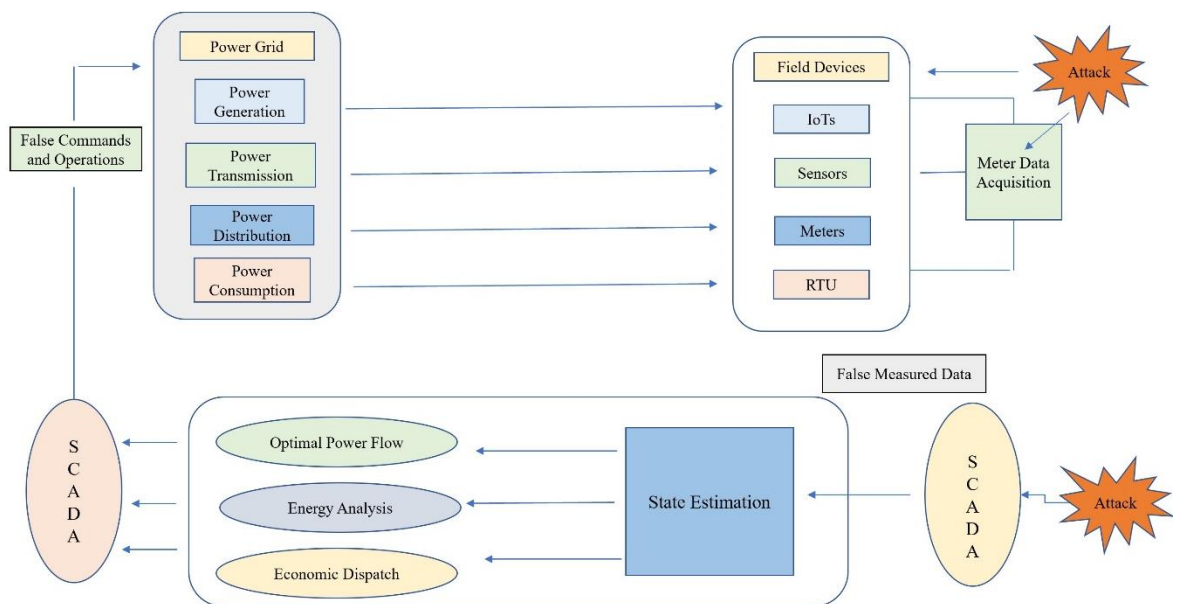 Power Grid
Power
Generation
Power
Transmission
Power
Distribution
Power
Consumption
False Commands
and Operations
Field Devices
IoTs
Sensors
Meters
RTU
Attack
Meter Data
Acquisition
False Measured Data
S
C
A
D
A
Optimal Power Flow
Energy Analysis
Economic Dispatch
State Estimation
S
C
A
D
A
Attack